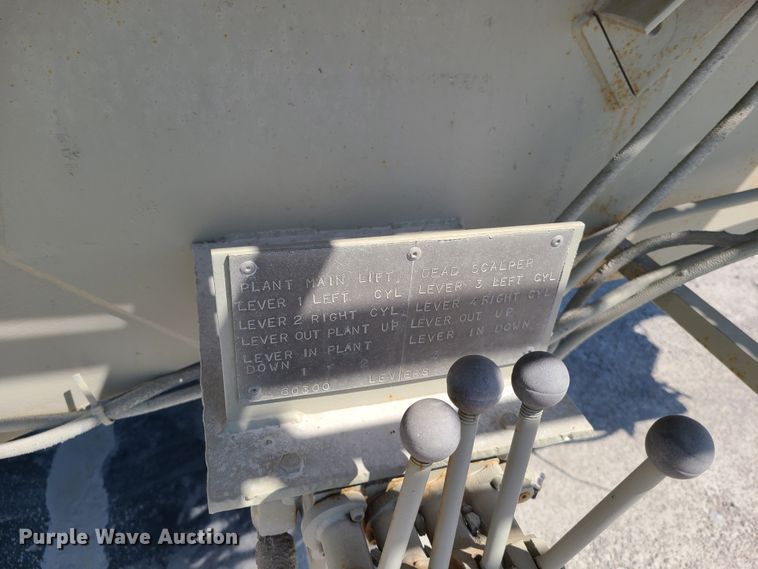 PLANT MAIN LIFT.
LEVER 1 LEFT CYL
LEVER 2 RIGHT CYL.
LEVER OUT PLANT UP
LEVER IN PLANT
DOWN
1 - 2
DEAD SCALPER
LEVER 3 LEFT CYL
LEVER 4 RIGHT CYL
LEVER OUT UP
LEVER IN DOWN
3
LEVIERS
Purple Wave Auction